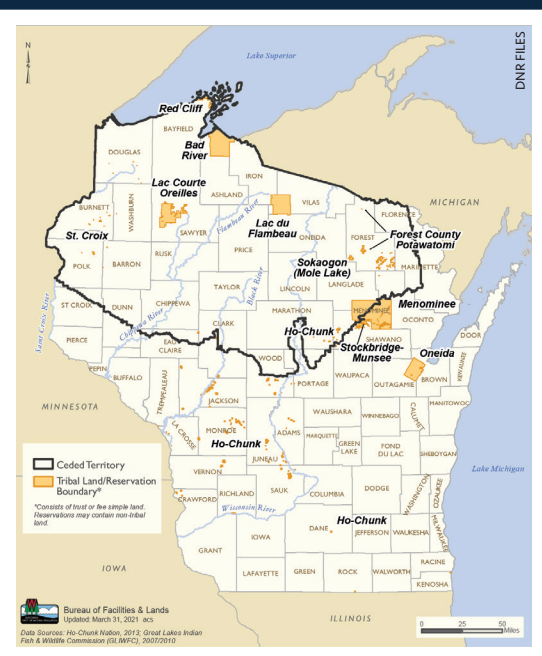 N
DNR FILES
Lake Superior
Red Cliff
BAYFIELD
Bad
River
DOUGLAS
IRON
ASHLAND
VILAS
Lac Courte
Oreilles
WASHBURN
BURNETT
SAWYER
Flambeau River
Lac du
Flambeau
ONEIDA
FLORENCE
MICHIGAN
FOREST
Forest County
Potawatomi
St. Croix
POLK
BARRON
RUSK
PRICE
Sokaogon
(Mole Lake)
MARINETTE
LINCOLN
LANGLADE
TAYLOR
Black River
Saint Croix River
ST CROIX
DUNN
CHIPPEWA
Chippewa River
MARATHON
MENOMINEE
Menominee
OCONTO
CLARK
Ho-Chunk
SHAWANO
DOOR
PIERCE
EAU
CLAIRE
Stockbridge-
Munsee
Oneida
KEWAUNEE
PEPIN
BUFFALO
WOOD
PORTAGE
WAUPACA
OUTAGAMIE
BROWN
MINNESOTA
TREMPEALEAU
JACKSON
MANITOWOC
WAUSHARA
WINNEBAGO
CALUMET
LA CROSSE
MONROE
ADAMS
MARQUETTE
GREEN
LAKE
FOND
DU LAC
SHEBOYGAN
Ho-Chunk
JUNEAU
VERNON
Lake Michigan
Ceded Territory
Tribal Land/Reservation
Boundary*
*Consists of trust or fee simple land.
Reservations may contain non-tribal
land.
CRAWFORD
RICHLAND
SAUK
COLUMBIA
DODGE
WASHINGTON
OZAUKEE
Wisconsin River
Ho-Chunk
DANE
JEFFERSON
WAUKESHA
MILWAUKEE
IOWA
GRANT
LAFAYETTE
GREEN
ROCK
WALWORTH
RACINE
KENOSHA
IOWA
ILLINOIS
Bureau of Facilities & Lands
Updated: March 31, 2021 acs
Data Sources: Ho-Chunk Nation, 2013; Great Lakes Indian
Fish & Wildlife Commission (GLIWFC), 2007/2010
0 25 50
Miles